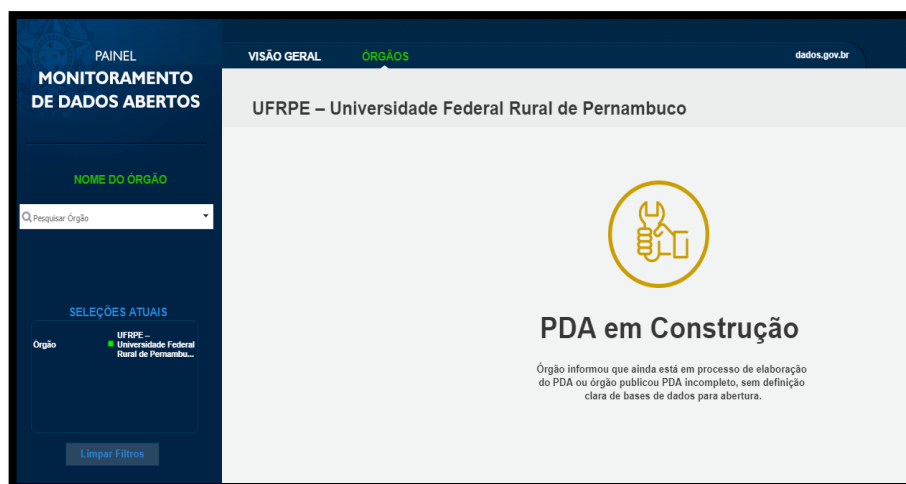 PAINEL
MONITORAMENTO
DE DADOS ABERTOS
VISÃO GERAL
ÓRGÃOS
dados.gov.br
UFRPE – Universidade Federal Rural de Pernambuco
NOME DO ÓRGÃO
Pesquisar Órgão
SELEÇÕES ATUAIS
Órgão
UFRPE –
Universidade Federal
Rural de Pernambu...
Limpar Filtros
PDA em Construção
Órgão informou que ainda está em processo de elaboração
do PDA ou órgão publicou PDA incompleto, sem definição
clara de bases de dados para abertura.